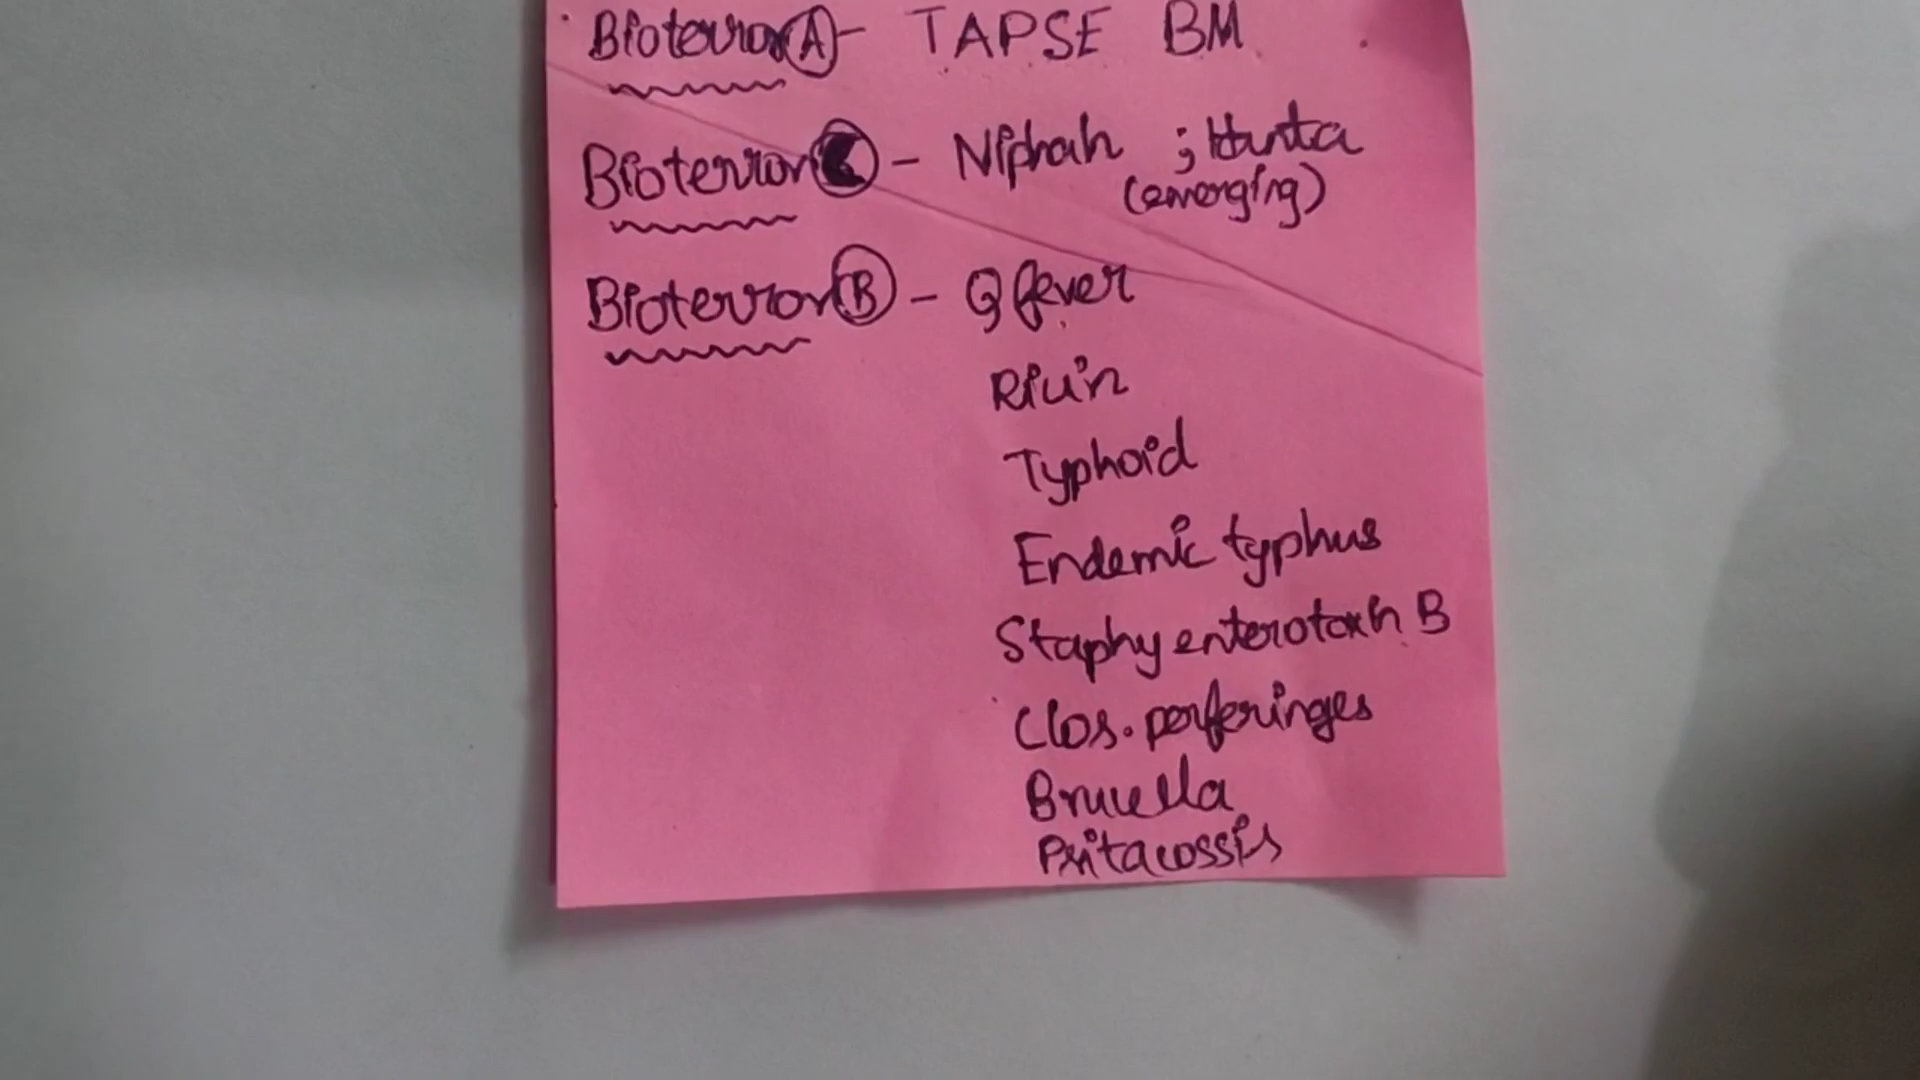 Bioterror A - TAPSE BM
Bioterror C - Niphah ; Hanta
(emerging)
Bioterror B - Q fever
Ricin
Typhoid
Endemic typhus
Staphy enterotoxin B
Clos. perferinges
Brucella
Psitacossis